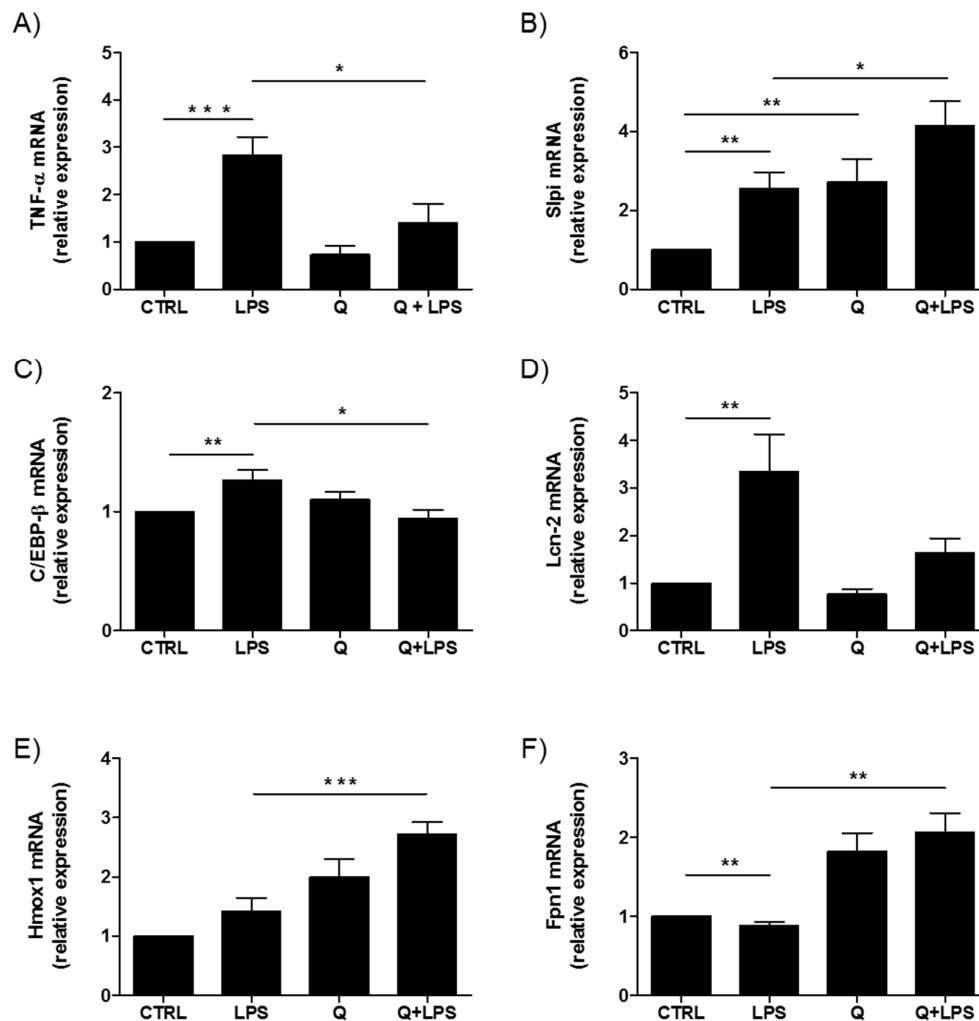 A)
TNF-α mRNA
(relative expression)
5
4
3
2
1
0
* * *
*
CTRL LPS Q Q + LPS
B)
Slpi mRNA
(relative expression)
6
4
2
0
**
**
*
CTRL LPS Q Q+LPS
C)
C/EBP-β mRNA
(relative expression)
2
1
0
**
*
CTRL LPS Q Q+LPS
D)
Lcn-2 mRNA
(relative expression)
5
4
3
2
1
0
**
CTRL LPS Q Q+LPS
E)
Hmox1 mRNA
(relative expression)
4
3
2
1
0
***
CTRL LPS Q Q+LPS
F)
Fpn1 mRNA
(relative expression)
3
2
1
0
**
**
CTRL LPS Q Q+LPS